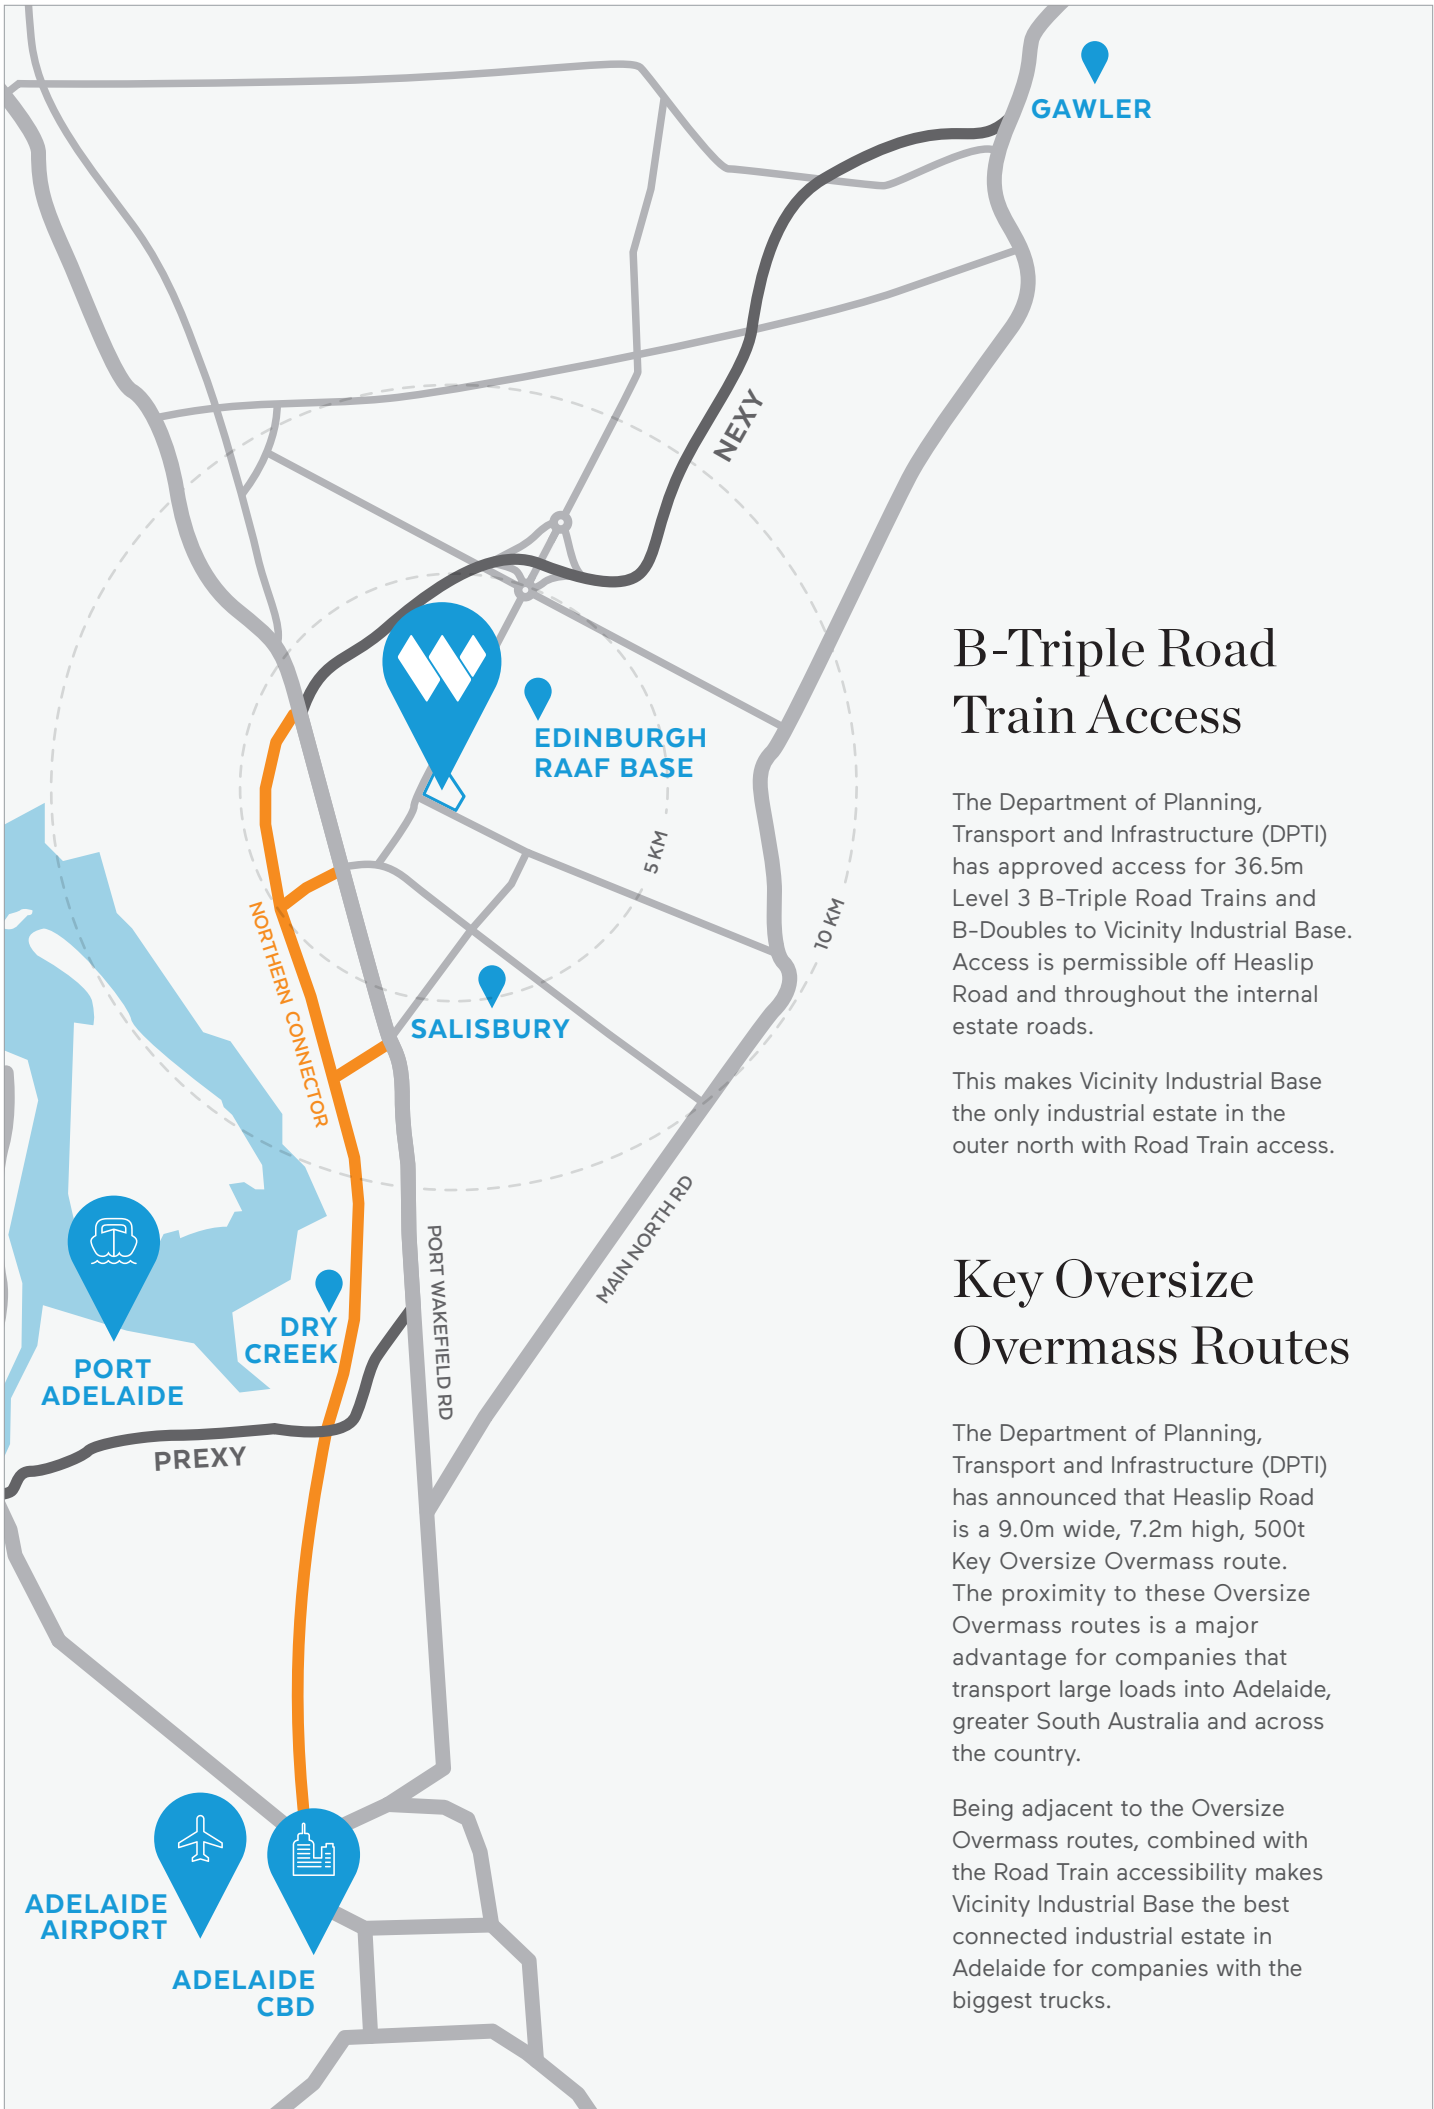 GAWLER
NEXY
EDINBURGH
RAAF BASE
5 KM
10 KM
NORTHERN CONNECTOR
SALISBURY
MAIN NORTH RD
PORT WAKEFIELD RD
DRY
CREEK
PORT
ADELAIDE
PREXY
ADELAIDE
AIRPORT
ADELAIDE
CBD
B-Triple Road
Train Access
The Department of Planning,
Transport and Infrastructure (DPTI)
has approved access for 36.5m
Level 3 B-Triple Road Trains and
B-Doubles to Vicinity Industrial Base.
Access is permissible off Heaslip
Road and throughout the internal
estate roads.
This makes Vicinity Industrial Base
the only industrial estate in the
outer north with Road Train access.
Key Oversize
Overmass Routes
The Department of Planning,
Transport and Infrastructure (DPTI)
has announced that Heaslip Road
is a 9.0m wide, 7.2m high, 500t
Key Oversize Overmass route.
The proximity to these Oversize
Overmass routes is a major
advantage for companies that
transport large loads into Adelaide,
greater South Australia and across
the country.
Being adjacent to the Oversize
Overmass routes, combined with
the Road Train accessibility makes
Vicinity Industrial Base the best
connected industrial estate in
Adelaide for companies with the
biggest trucks.